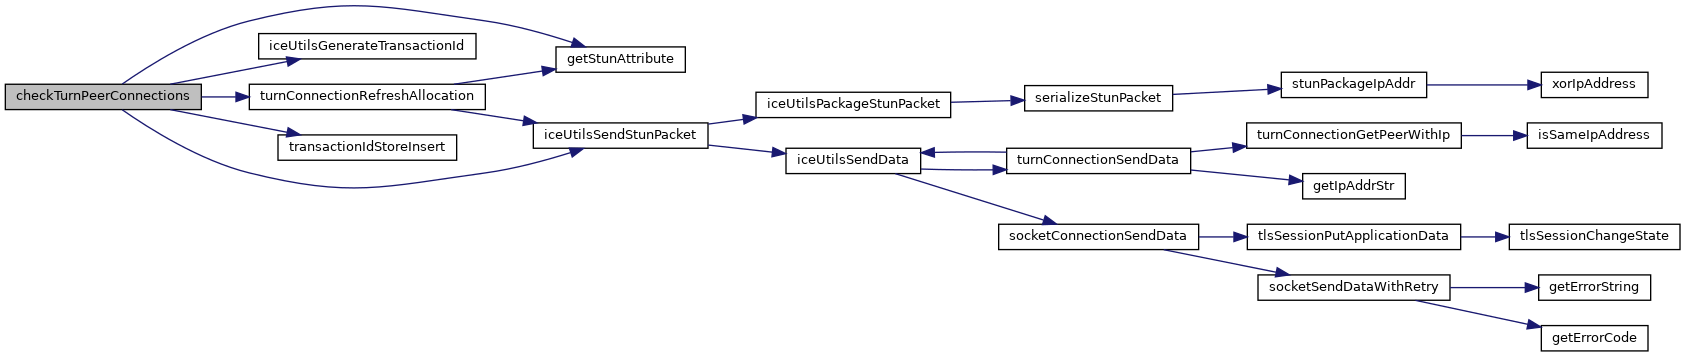 checkTurnPeerConnections
iceUtilsGenerateTransactionId
turnConnectionRefreshAllocation
transactionIdStoreInsert
getStunAttribute
iceUtilsSendStunPacket
iceUtilsPackageStunPacket
iceUtilsSendData
serializeStunPacket
turnConnectionSendData
socketConnectionSendData
stunPackageIpAddr
turnConnectionGetPeerWithIp
getIpAddrStr
tlsSessionPutApplicationData
socketSendDataWithRetry
xorIpAddress
isSameIpAddress
tlsSessionChangeState
getErrorString
getErrorCode